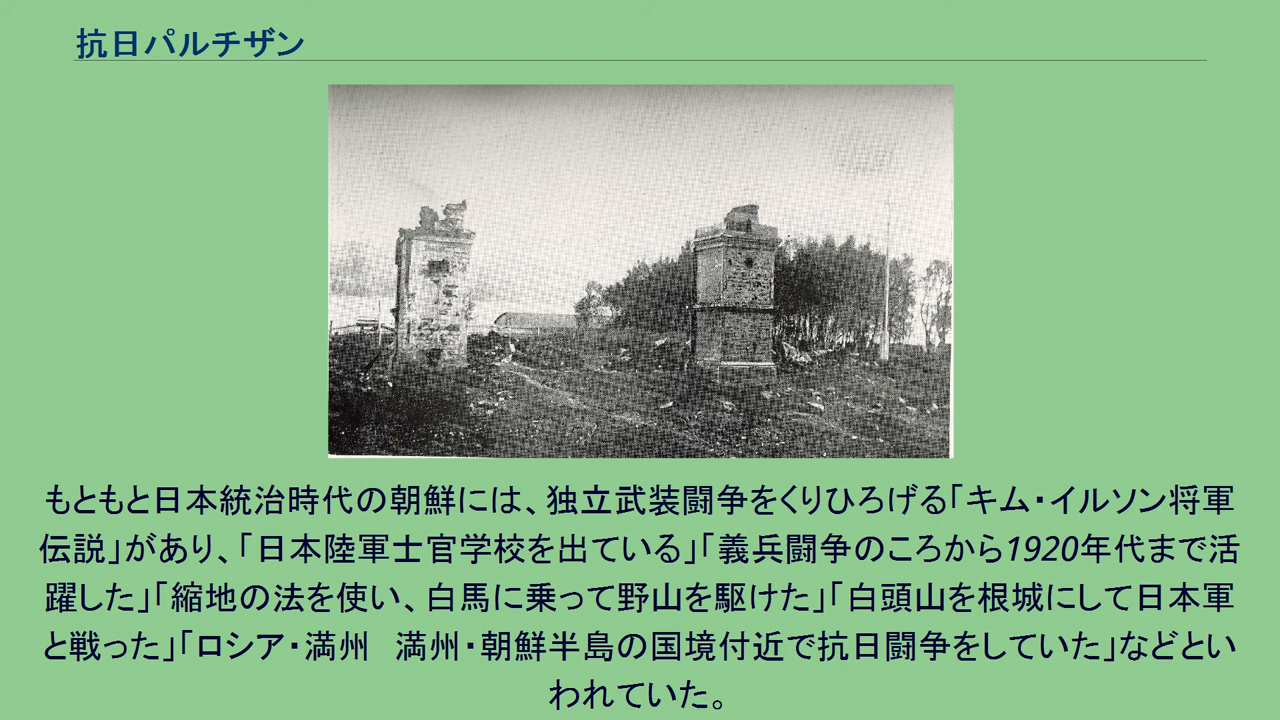 抗日パルチザン
もともと日本統治時代の朝鮮には、独立武装闘争をくりひろげる「キム・イルソン将軍
伝説」があり、「日本陸軍士官学校を出ている」「義兵闘争のころから1920年代まで活
躍した」「縮地の法を使い、白馬に乗って野山を駆けた」「白頭山を根城にして日本軍
と戦った」「ロシア・満州　満州・朝鮮半島の国境付近で抗日闘争をしていた」などとい
われていた。